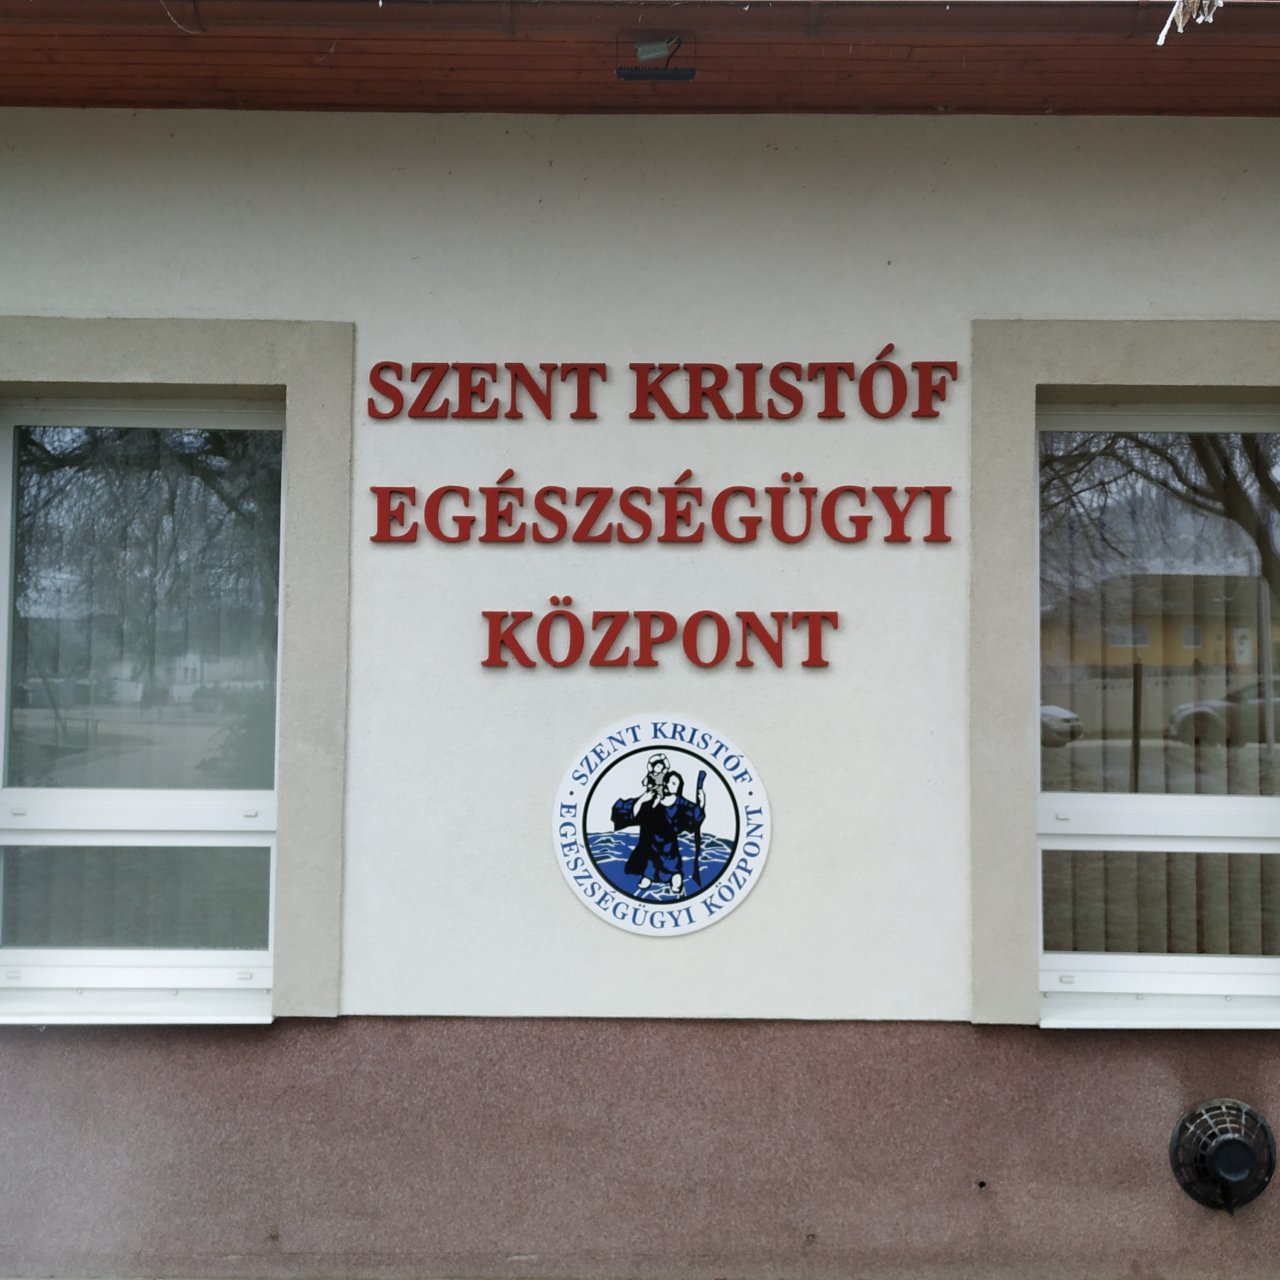 SZENT KRISTÓF
EGÉSZSÉGÜGYI
KÖZPONT
· SZENT KRISTÓF ·
EGÉSZSÉGÜGYI KÖZPONT